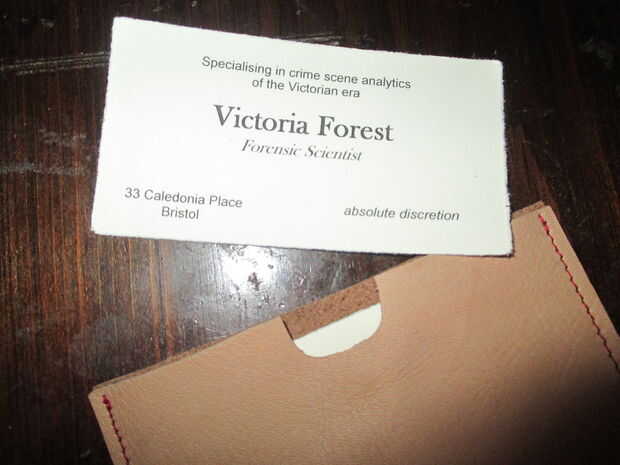 Specialising in crime scene analytics
of the Victorian era
Victoria Forest
Forensic Scientist
33 Caledonia Place
Bristol
absolute discretion